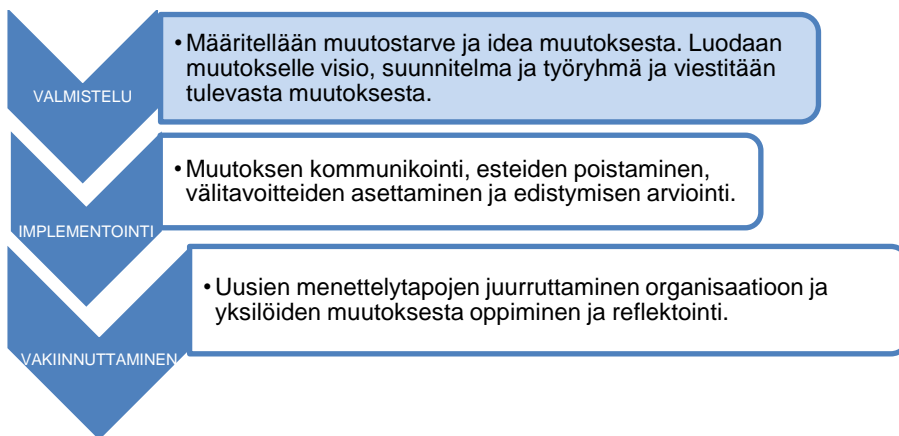 VALMISTELU
• Määritellään muutostarve ja idea muutoksesta. Luodaan
muutokselle visio, suunnitelma ja työryhmä ja viestitään
tulevasta muutoksesta.
IMPLEMENTOINTI
• Muutoksen kommunikointi, esteiden poistaminen,
välitavoitteiden asettaminen ja edistymisen arviointi.
VAKIINNUTTAMINEN
• Uusien menettelytapojen juurruttaminen organisaatioon ja
yksilöiden muutoksesta oppiminen ja reflektointi.